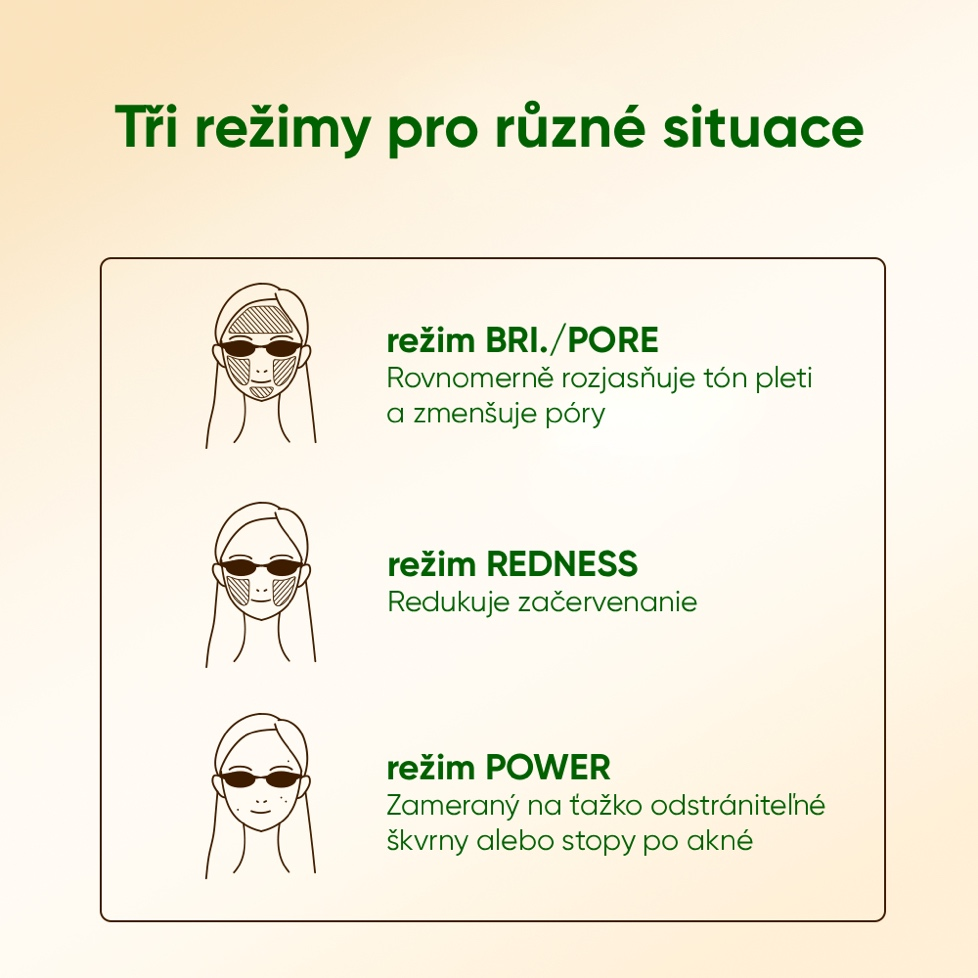 Tři režimy pro různé situace
režim BRI./PORE
Rovnomerně rozjasňuje tón pleti
a zmenšuje póry
režim REDNESS
Redukuje začervenanie
režim POWER
Zameraný na ťažko odstrániteľné
škvrny alebo stopy po akné